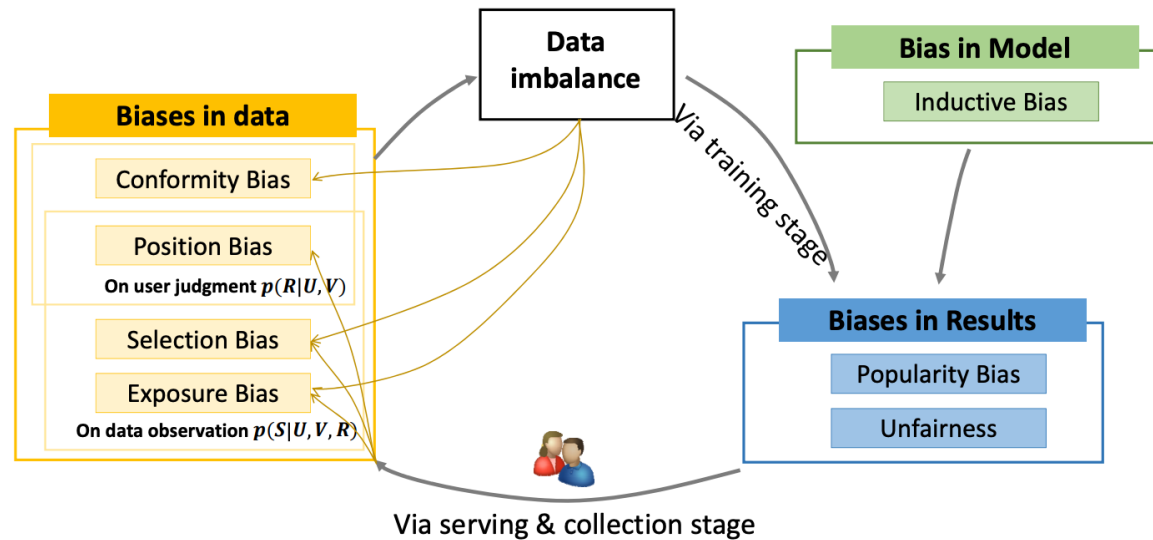 Data
imbalance
Bias in Model
Inductive Bias
Biases in data
Conformity Bias
Position Bias
On user judgment p(R|U,V)
Selection Bias
Exposure Bias
On data observation p(S|U,V,R)
Via training stage
Biases in Results
Popularity Bias
Unfairness
Via serving & collection stage